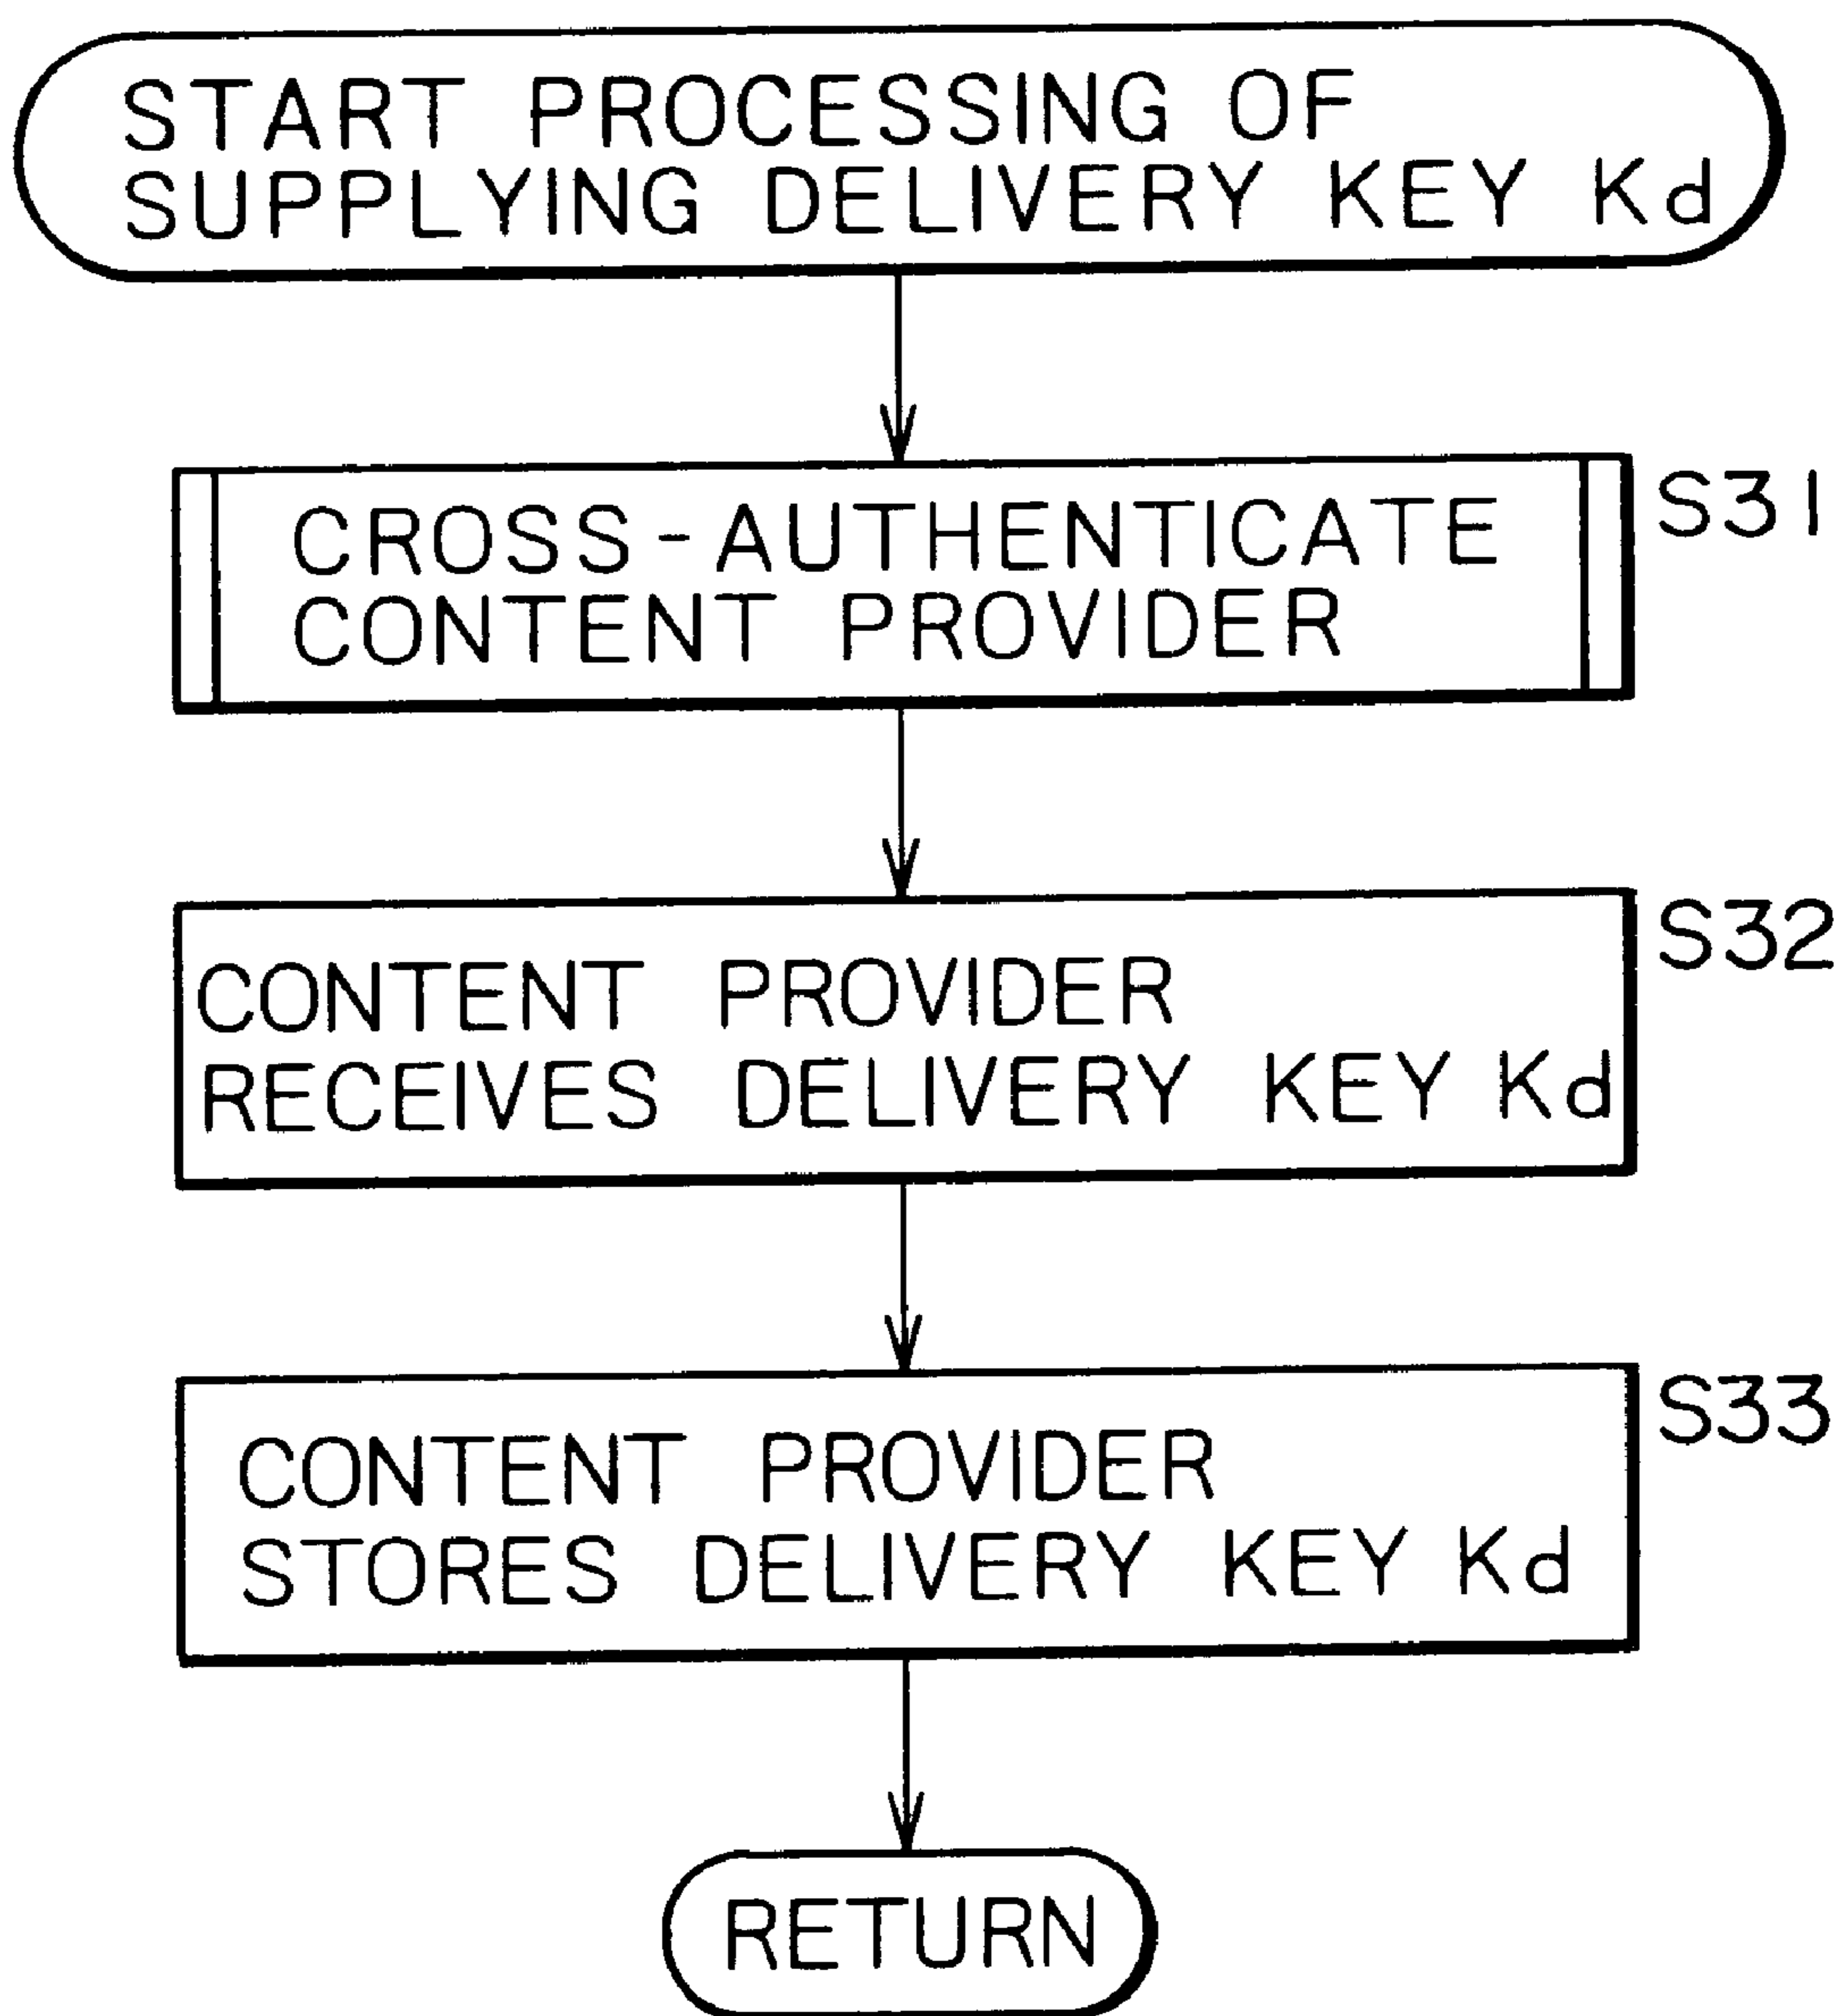 START PROCESSING OF
SUPPLYING DELIVERY KEY Kd
CROSS-AUTHENTICATE
CONTENT PROVIDER
S31
CONTENT PROVIDER
RECEIVES DELIVERY KEY Kd
S32
CONTENT PROVIDER
STORES DELIVERY KEY Kd
S33
RETURN